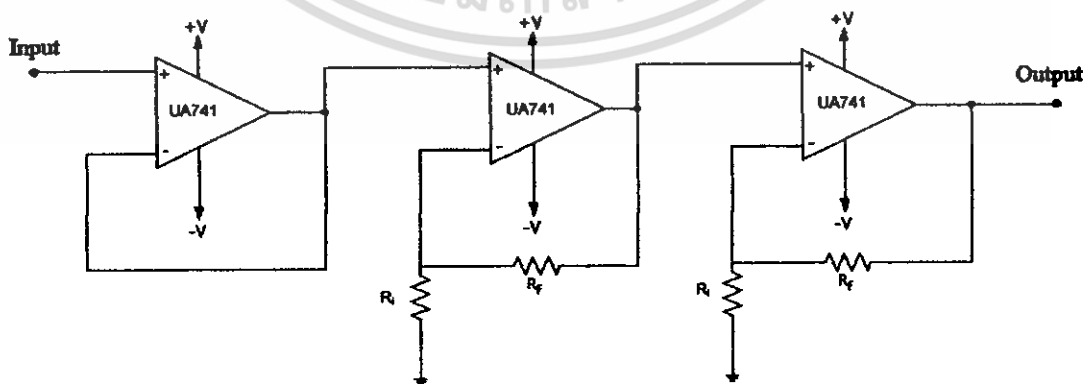 Input
+V
+
UA741
-
-V
+V
+
UA741
-
-V
Ri
Rf
+V
+
UA741
-
-V
Ri
Rf
Output